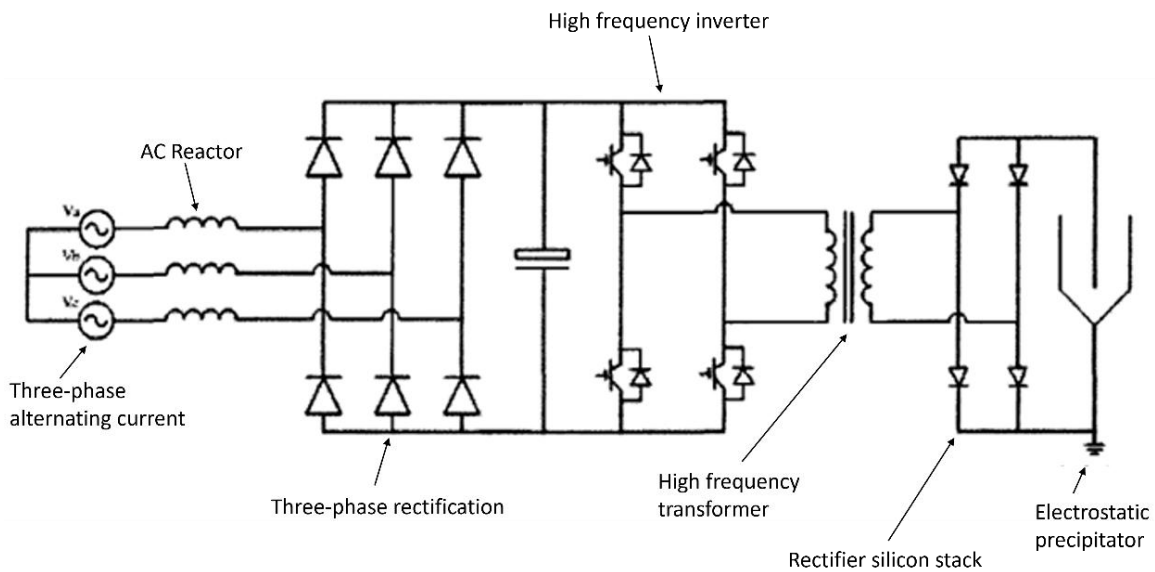 High frequency inverter
AC Reactor
Va
Vb
Vc
Three-phase
alternating current
Three-phase rectification
High frequency
transformer
Rectifier silicon stack
Electrostatic
precipitator